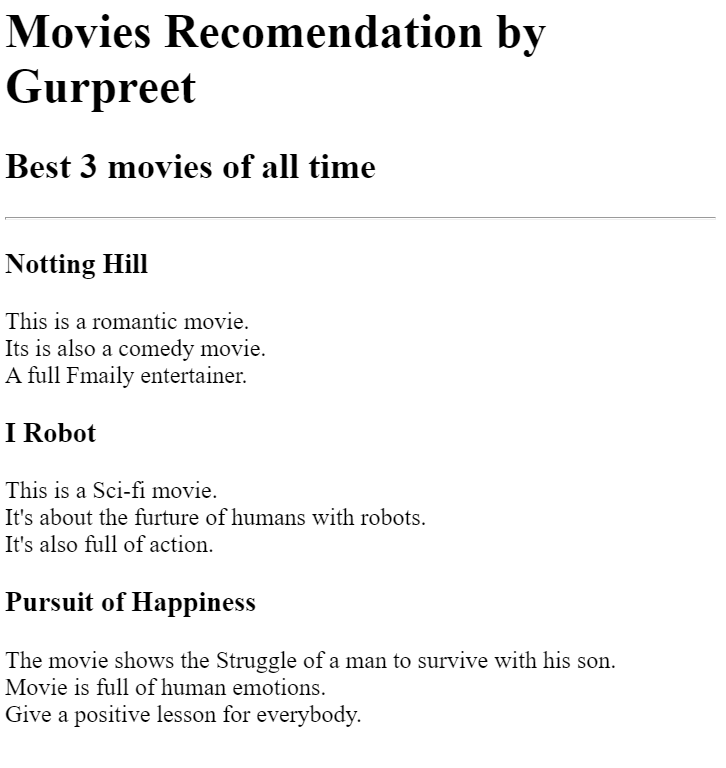 Movies Recomendation by
Gurpreet
Best 3 movies of all time
Notting Hill
This is a romantic movie.
Its is also a comedy movie.
A full Fmaily entertainer.
I Robot
This is a Sci-fi movie.
It's about the furture of humans with robots.
It's also full of action.
Pursuit of Happiness
The movie shows the Struggle of a man to survive with his son.
Movie is full of human emotions.
Give a positive lesson for everybody.